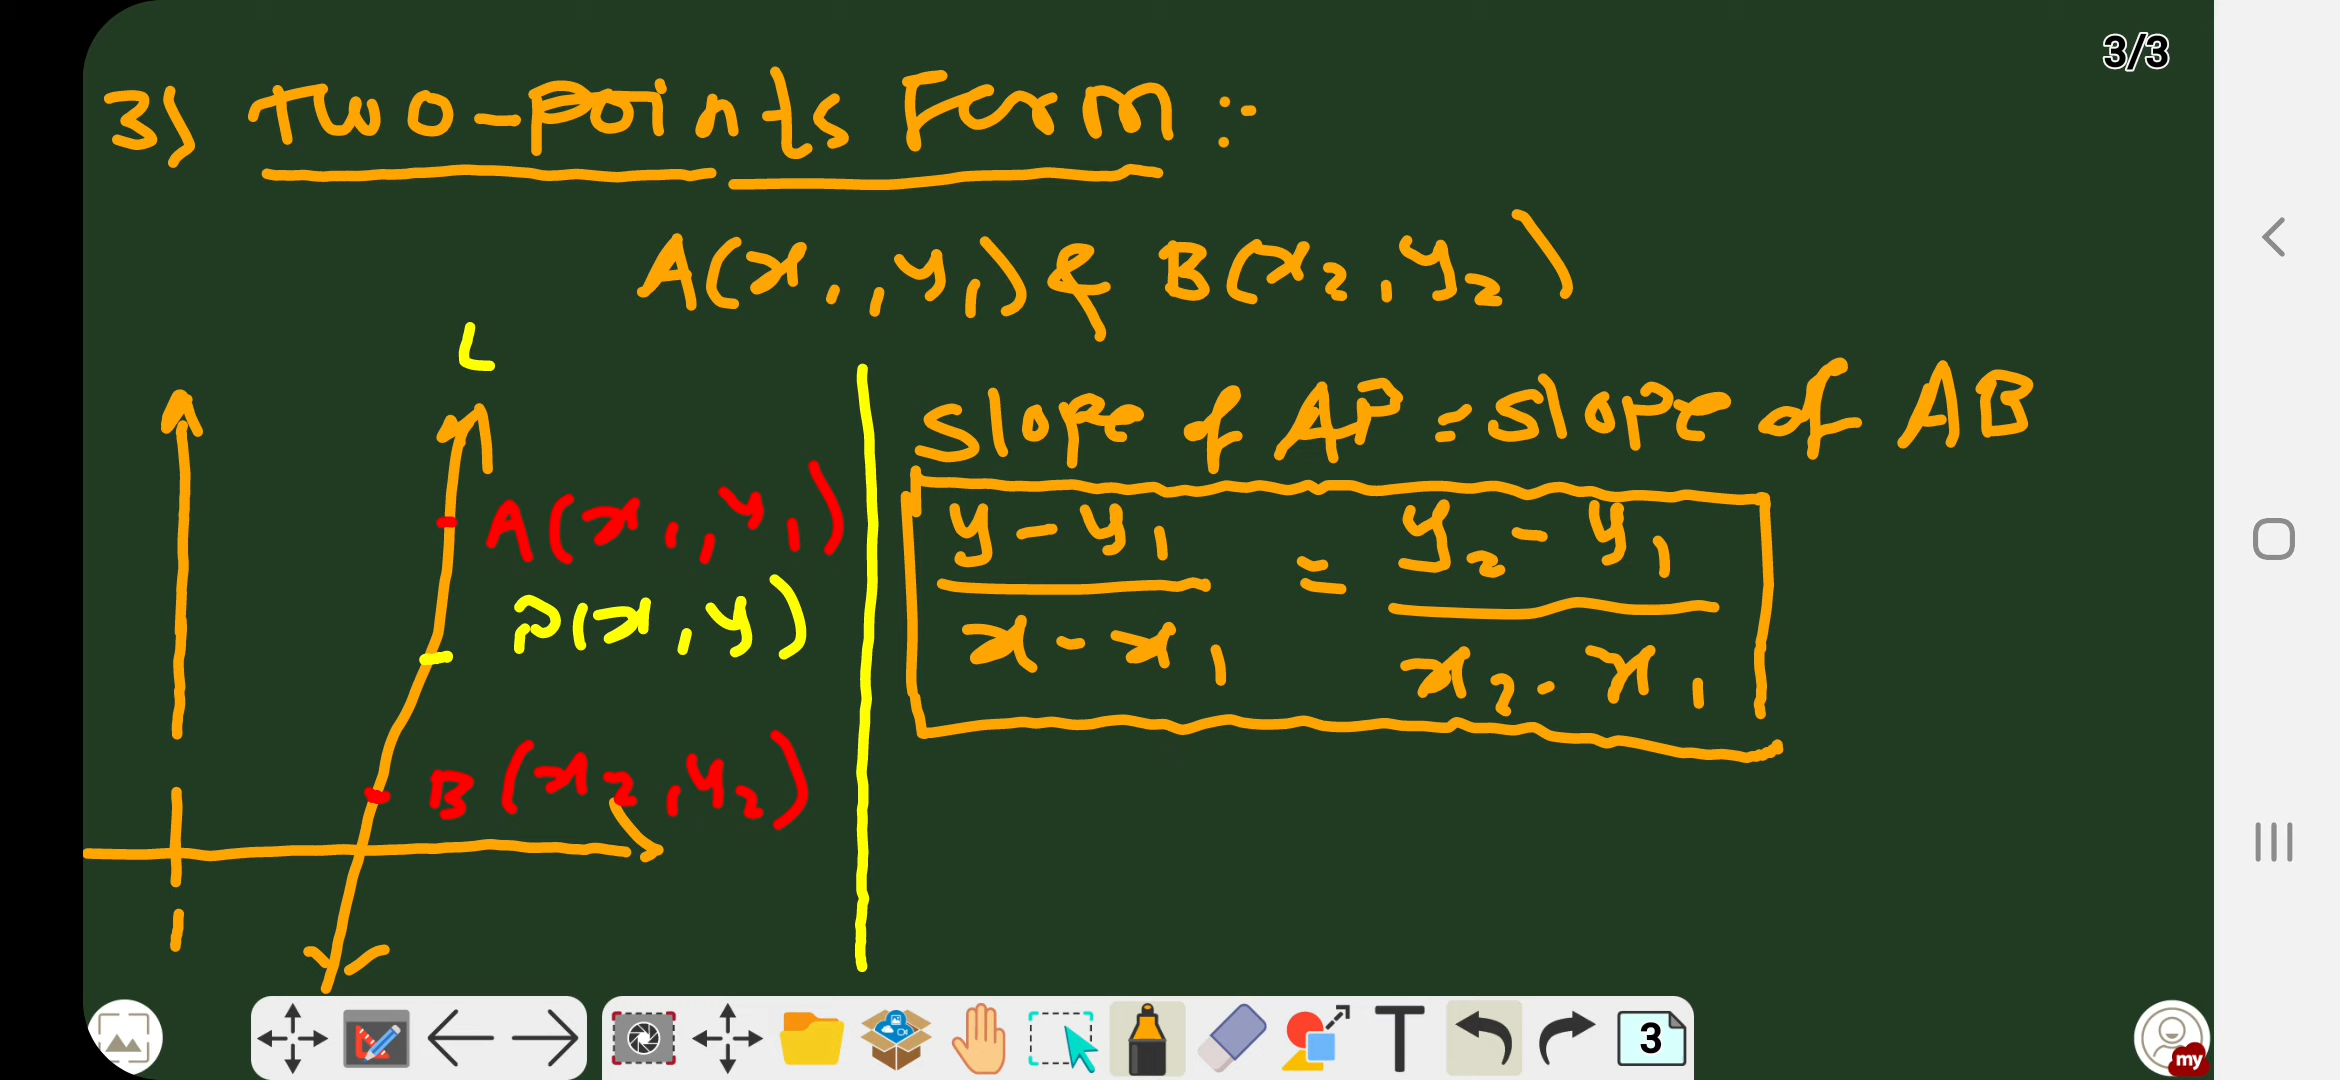 3/3
3) Two-points Form :-
A(x₁, y₁) & B(x₂, y₂)
L
A(x₁, y₁)
P(x, y)
B(x₂, y₂)
Slope of AP = Slope of AB
y - y₁ / x - x₁ = y₂ - y₁ / x₂ - x₁
T
3
my